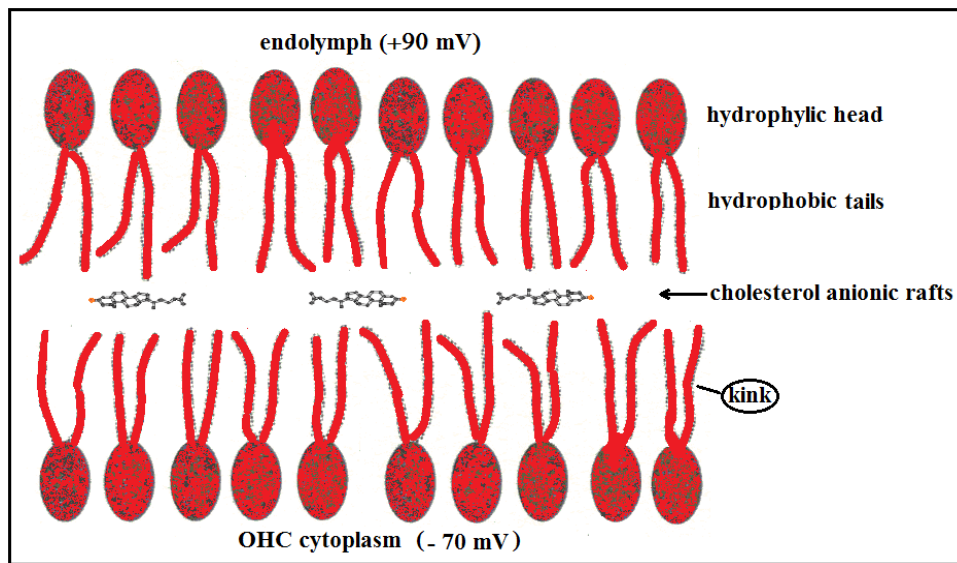 endolymph (+90 mV)
hydrophylic head
hydrophobic tails
cholesterol anionic rafts
kink
OHC cytoplasm (- 70 mV)